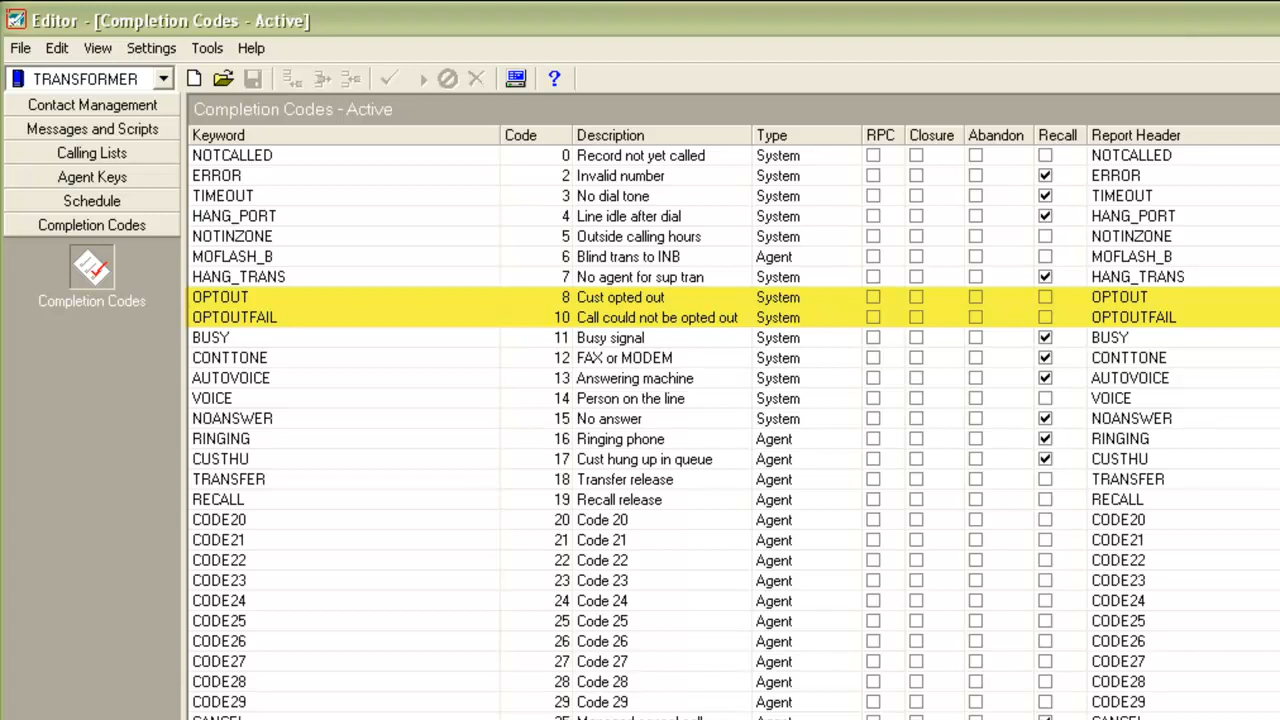 Editor - [Completion Codes - Active]
File Edit View Settings Tools Help
TRANSFORMER ?
Contact Management
Messages and Scripts
Calling Lists
Agent Keys
Schedule
Completion Codes
Completion Codes
Completion Codes - Active
Keyword Code Description Type RPC Closure Abandon Recall Report Header
NOTCALLED 0 Record not yet called System NOTCALLED
ERROR 2 Invalid number System ERROR
TIMEOUT 3 No dial tone System TIMEOUT
HANG_PORT 4 Line idle after dial System HANG_PORT
NOTINZONE 5 Outside calling hours System NOTINZONE
MOFLASH_B 6 Blind trans to INB Agent MOFLASH_B
HANG_TRANS 7 No agent for sup tran System HANG_TRANS
OPTOUT 8 Cust opted out System OPTOUT
OPTOUTFAIL 10 Call could not be opted out System OPTOUTFAIL
BUSY 11 Busy signal System BUSY
CONTTONE 12 FAX or MODEM System CONTTONE
AUTOVOICE 13 Answering machine System AUTOVOICE
VOICE 14 Person on the line System VOICE
NOANSWER 15 No answer System NOANSWER
RINGING 16 Ringing phone Agent RINGING
CUSTHU 17 Cust hung up in queue Agent CUSTHU
TRANSFER 18 Transfer release Agent TRANSFER
RECALL 19 Recall release Agent RECALL
CODE20 20 Code 20 Agent CODE20
CODE21 21 Code 21 Agent CODE21
CODE22 22 Code 22 Agent CODE22
CODE23 23 Code 23 Agent CODE23
CODE24 24 Code 24 Agent CODE24
CODE25 25 Code 25 Agent CODE25
CODE26 26 Code 26 Agent CODE26
CODE27 27 Code 27 Agent CODE27
CODE28 28 Code 28 Agent CODE28
CODE29 29 Code 29 Agent CODE29